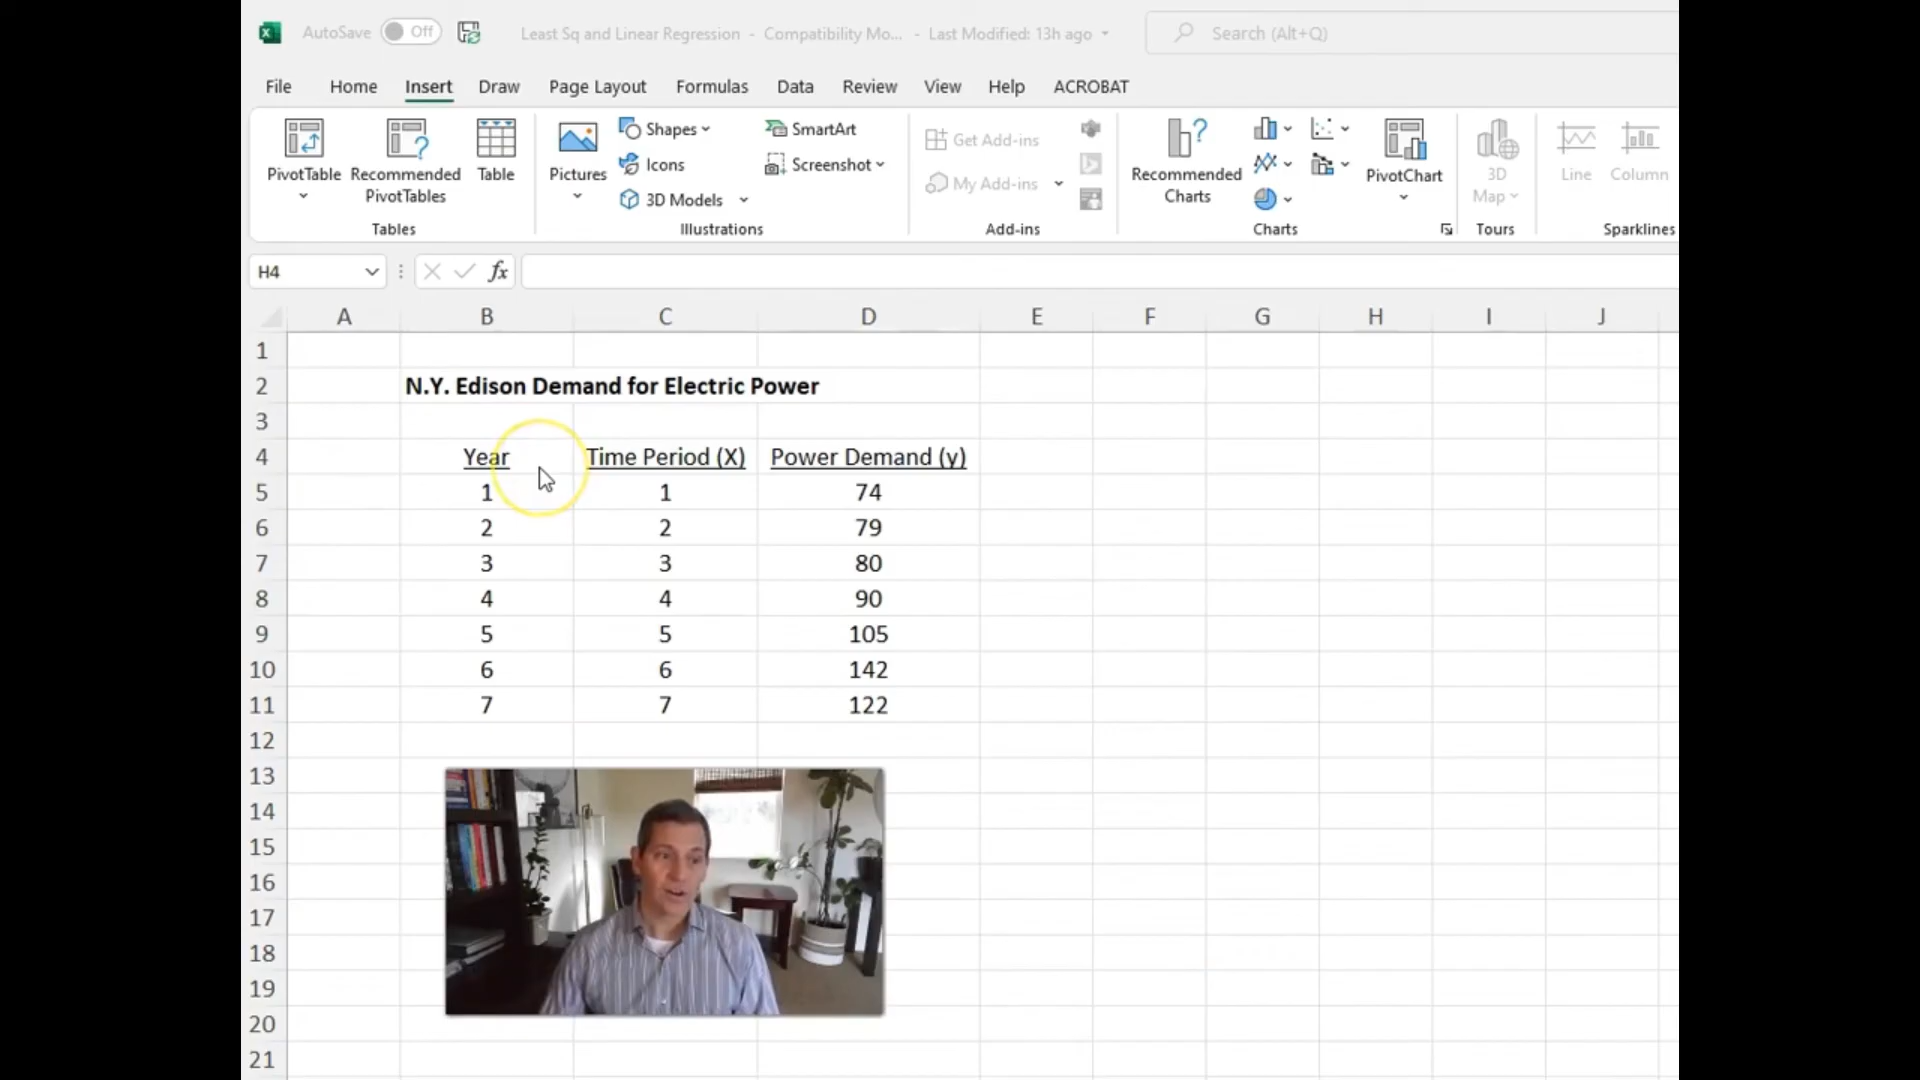 AutoSave Off Least Sq and Linear Regression - Compatibility Mo... - Last Modified: 13h ago Search (Alt+Q)
File Home Insert Draw Page Layout Formulas Data Review View Help ACROBAT
PivotTable
Recommended PivotTables
Table
Tables
Pictures
Shapes
Icons
3D Models
SmartArt
Screenshot
Illustrations
Get Add-ins
My Add-ins
Add-ins
Recommended Charts
PivotChart
Charts
3D Map
Tours
Line
Column
Sparklines
H4 fx
A B C D E F G H I J
1
2 N.Y. Edison Demand for Electric Power
3
4 Year Time Period (X) Power Demand (y)
5 1 1 74
6 2 2 79
7 3 3 80
8 4 4 90
9 5 5 105
10 6 6 142
11 7 7 122
12
13
14
15
16
17
18
19
20
21